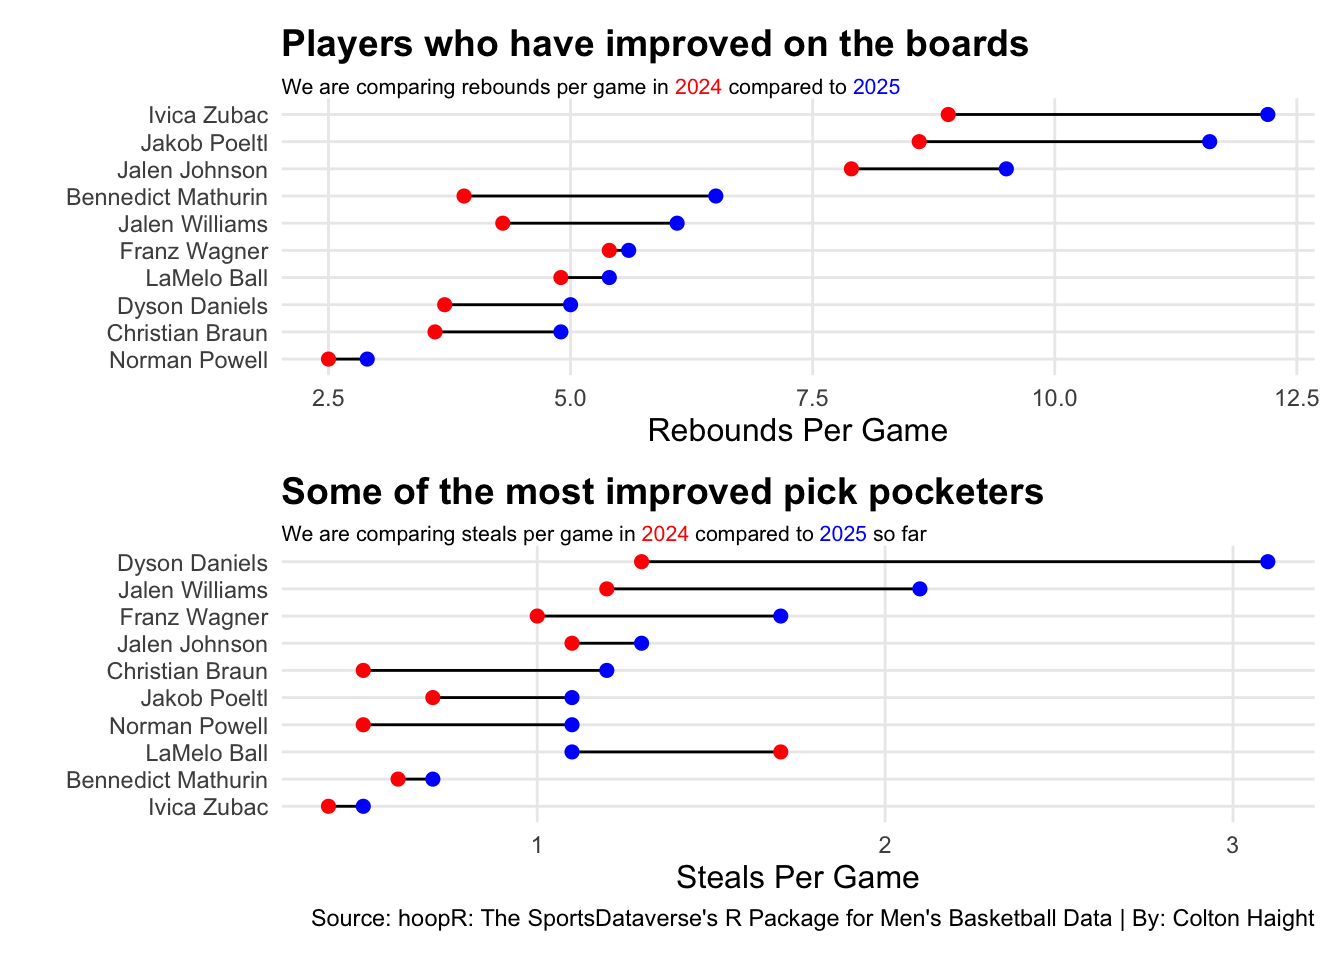 Players who have improved on the boards
We are comparing rebounds per game in 2024 compared to 2025
Ivica Zubac
Jakob Poeltl
Jalen Johnson
Bennedict Mathurin
Jalen Williams
Franz Wagner
LaMelo Ball
Dyson Daniels
Christian Braun
Norman Powell
2.5 5.0 7.5 10.0 12.5
Rebounds Per Game
Some of the most improved pick pocketers
We are comparing steals per game in 2024 compared to 2025 so far
Dyson Daniels
Jalen Williams
Franz Wagner
Jalen Johnson
Christian Braun
Jakob Poeltl
Norman Powell
LaMelo Ball
Bennedict Mathurin
Ivica Zubac
1 2 3
Steals Per Game
Source: hoopR: The SportsDataverse's R Package for Men's Basketball Data | By: Colton Haight